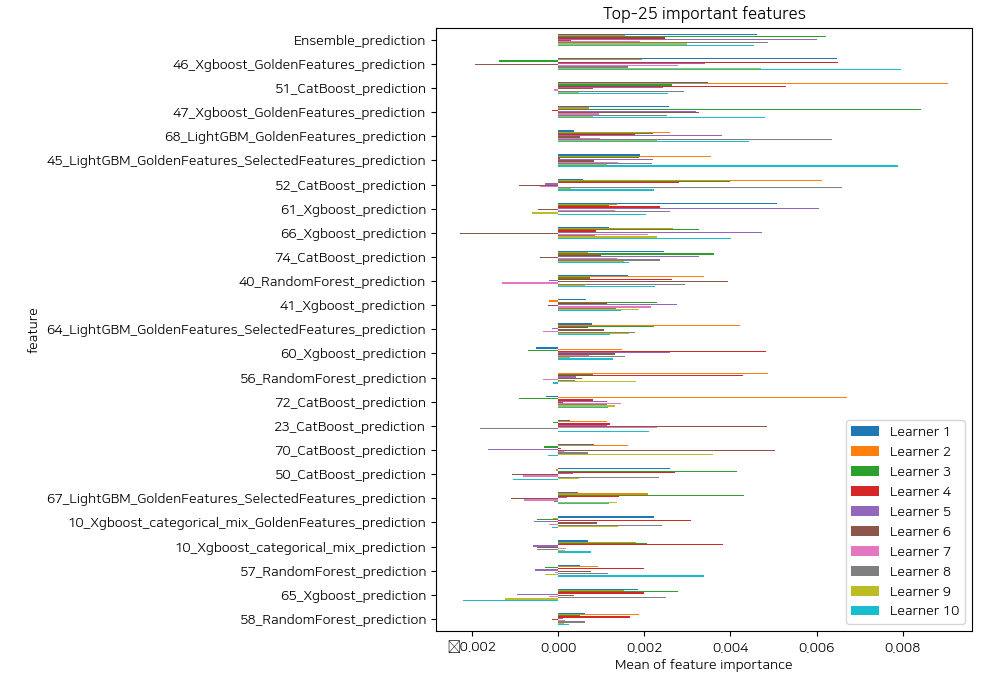 Top-25 important features
Ensemble_prediction
46_Xgboost_GoldenFeatures_prediction
51_CatBoost_prediction
47_Xgboost_GoldenFeatures_prediction
68_LightGBM_GoldenFeatures_prediction
45_LightGBM_GoldenFeatures_SelectedFeatures_prediction
52_CatBoost_prediction
61_Xgboost_prediction
66_Xgboost_prediction
74_CatBoost_prediction
40_RandomForest_prediction
41_Xgboost_prediction
64_LightGBM_GoldenFeatures_SelectedFeatures_prediction
60_Xgboost_prediction
56_RandomForest_prediction
72_CatBoost_prediction
23_CatBoost_prediction
70_CatBoost_prediction
50_CatBoost_prediction
67_LightGBM_GoldenFeatures_SelectedFeatures_prediction
10_Xgboost_categorical_mix_GoldenFeatures_prediction
10_Xgboost_categorical_mix_prediction
57_RandomForest_prediction
65_Xgboost_prediction
58_RandomForest_prediction
feature
Learner 1
Learner 2
Learner 3
Learner 4
Learner 5
Learner 6
Learner 7
Learner 8
Learner 9
Learner 10
0.002 0.000 0.002 0.004 0.006 0.008
Mean of feature importance